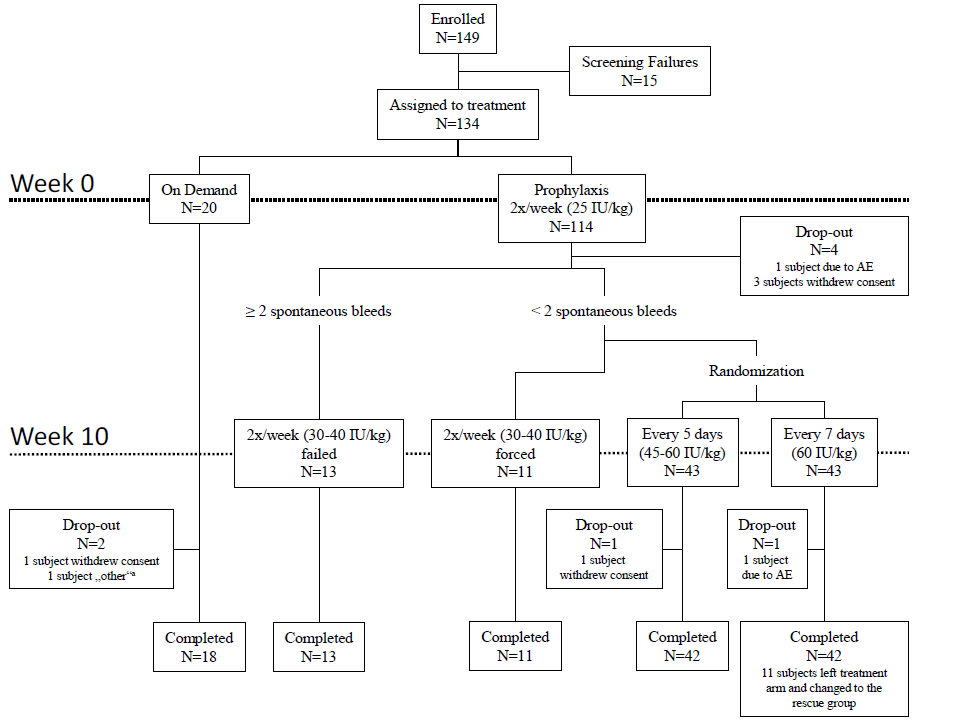 Enrolled
N=149
Screening Failures
N=15
Assigned to treatment
N=134
Week 0
On Demand
N=20
Prophylaxis
2x/week (25 IU/kg)
N=114
Drop-out
N=4
1 subject due to AE
3 subjects withdrew consent
≥ 2 spontaneous bleeds
< 2 spontaneous bleeds
Randomization
Week 10
2x/week (30-40 IU/kg)
failed
N=13
2x/week (30-40 IU/kg)
forced
N=11
Every 5 days
(45-60 IU/kg)
N=43
Every 7 days
(60 IU/kg)
N=43
Drop-out
N=2
1 subject withdrew consent
1 subject „other“ᵃ
Drop-out
N=1
1 subject
withdrew consent
Drop-out
N=1
1 subject
due to AE
Completed
N=18
Completed
N=13
Completed
N=11
Completed
N=42
Completed
N=42
11 subjects left treatment
arm and changed to the
rescue group